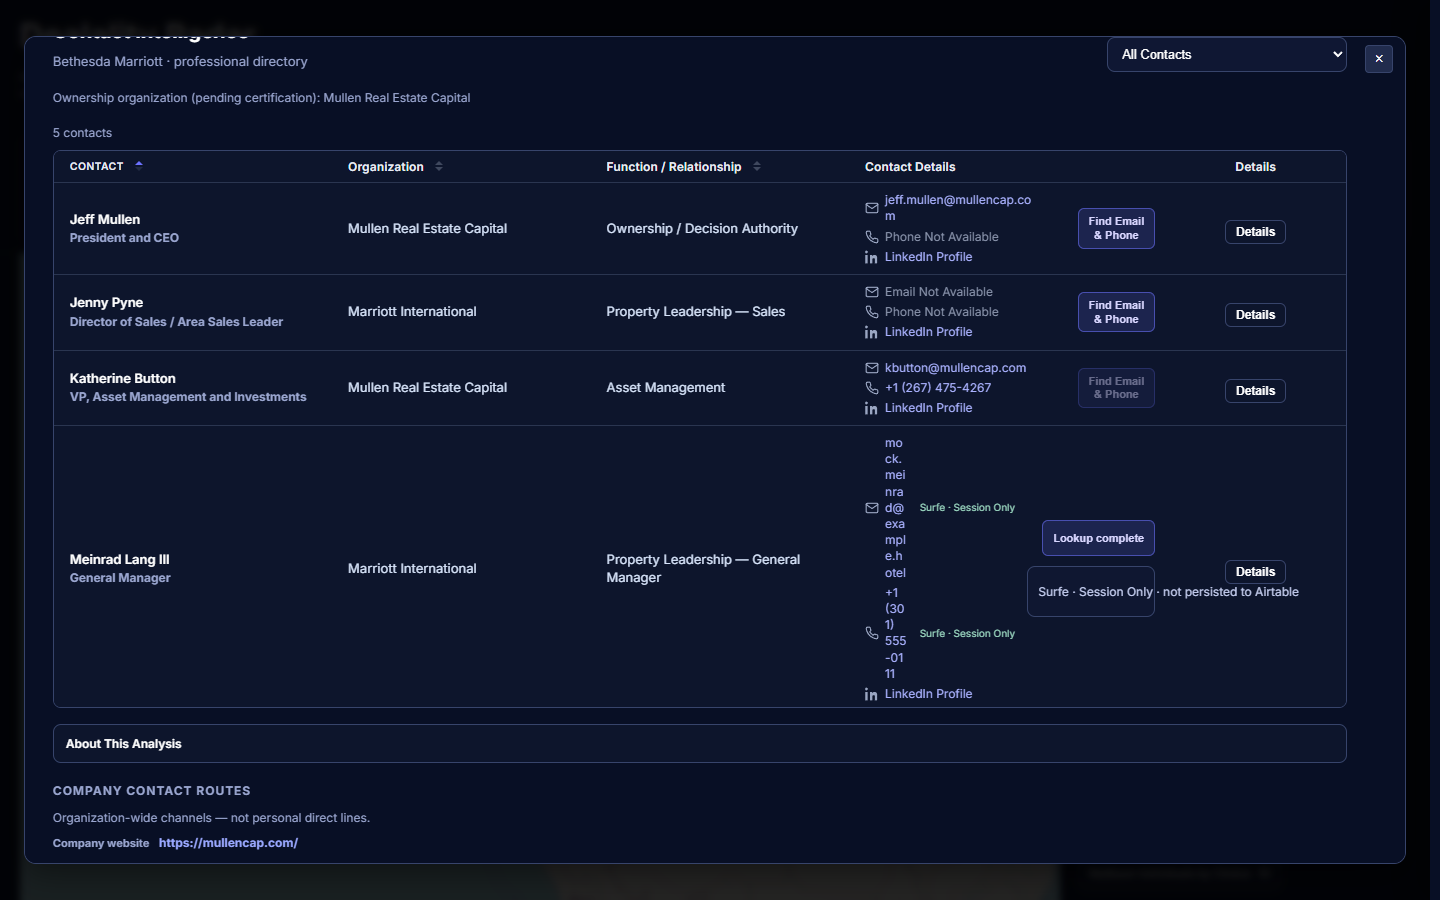 Contact Intelligence
Bethesda Marriott · professional directory
All Contacts
×
Ownership organization (pending certification): Mullen Real Estate Capital
5 contacts
CONTACT Organization Function / Relationship Contact Details Details
Jeff Mullen
President and CEO
Mullen Real Estate Capital
Ownership / Decision Authority
jeff.mullen@mullencap.co
m
Phone Not Available
LinkedIn Profile
Find Email
& Phone
Details
Jenny Pyne
Director of Sales / Area Sales Leader
Marriott International
Property Leadership — Sales
Email Not Available
Phone Not Available
LinkedIn Profile
Find Email
& Phone
Details
Katherine Button
VP, Asset Management and Investments
Mullen Real Estate Capital
Asset Management
kbutton@mullencap.com
+1 (267) 475-4267
LinkedIn Profile
Find Email
& Phone
Details
Meinrad Lang III
General Manager
Marriott International
Property Leadership — General
Manager
mo
ck.
mei
nra
d@
exa
mpl
e.h
otel
Surfe · Session Only
+1
(30
1)
555
-01
11
Surfe · Session Only
LinkedIn Profile
Lookup complete
Surfe · Session Only · not persisted to Airtable
Details
About This Analysis
COMPANY CONTACT ROUTES
Organization-wide channels — not personal direct lines.
Company website https://mullencap.com/